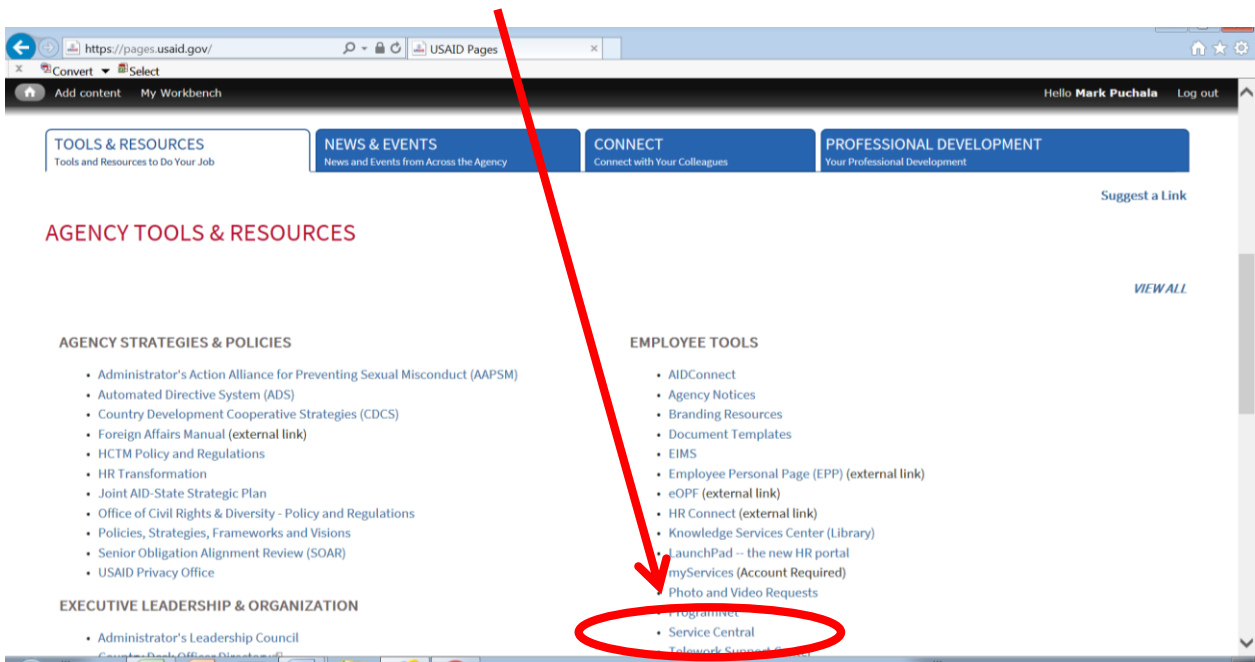 https://pages.usaid.gov/
USAID Pages
Convert Select
Add content My Workbench Hello Mark Puchala Log out
TOOLS & RESOURCES
Tools and Resources to Do Your Job
NEWS & EVENTS
News and Events from Across the Agency
CONNECT
Connect with Your Colleagues
PROFESSIONAL DEVELOPMENT
Your Professional Development
Suggest a Link
AGENCY TOOLS & RESOURCES
VIEW ALL
AGENCY STRATEGIES & POLICIES
• Administrator's Action Alliance for Preventing Sexual Misconduct (AAPSM)
• Automated Directive System (ADS)
• Country Development Cooperative Strategies (CDCS)
• Foreign Affairs Manual (external link)
• HCTM Policy and Regulations
• HR Transformation
• Joint AID-State Strategic Plan
• Office of Civil Rights & Diversity - Policy and Regulations
• Policies, Strategies, Frameworks and Visions
• Senior Obligation Alignment Review (SOAR)
• USAID Privacy Office
EXECUTIVE LEADERSHIP & ORGANIZATION
• Administrator's Leadership Council
• Country Desk Officer Directory
EMPLOYEE TOOLS
• AIDConnect
• Agency Notices
• Branding Resources
• Document Templates
• EIMS
• Employee Personal Page (EPP) (external link)
• eOPF (external link)
• HR Connect (external link)
• Knowledge Services Center (Library)
• LaunchPad -- the new HR portal
• myServices (Account Required)
• Photo and Video Requests
• ProgramNet
• Service Central
• Telework Support